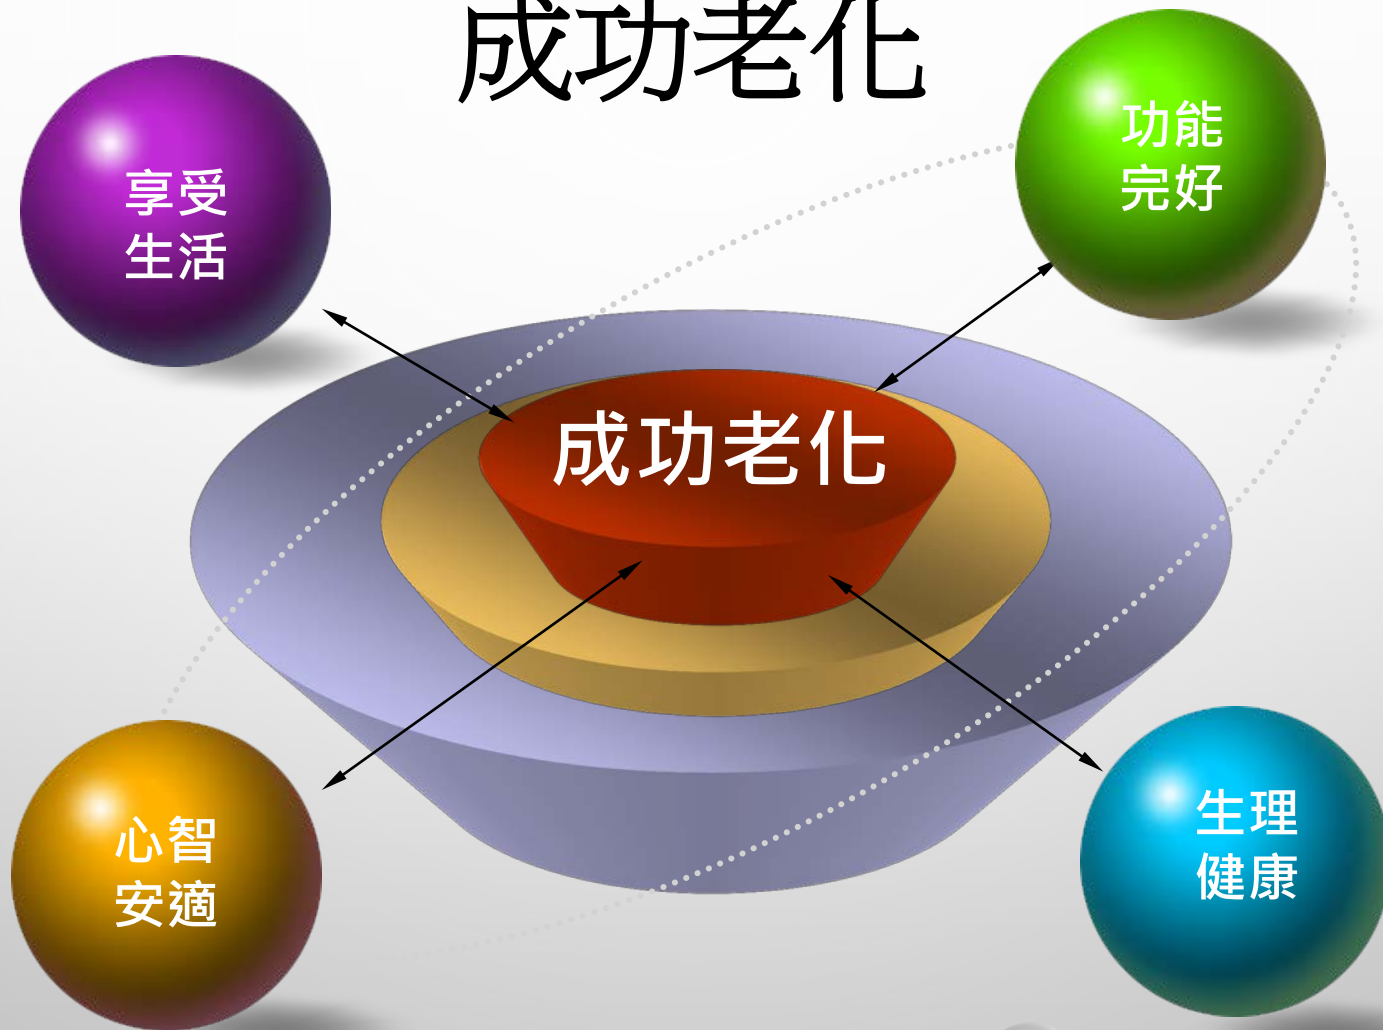 成功老化
享受
生活
功能
完好
成功老化
心智
安適
生理
健康